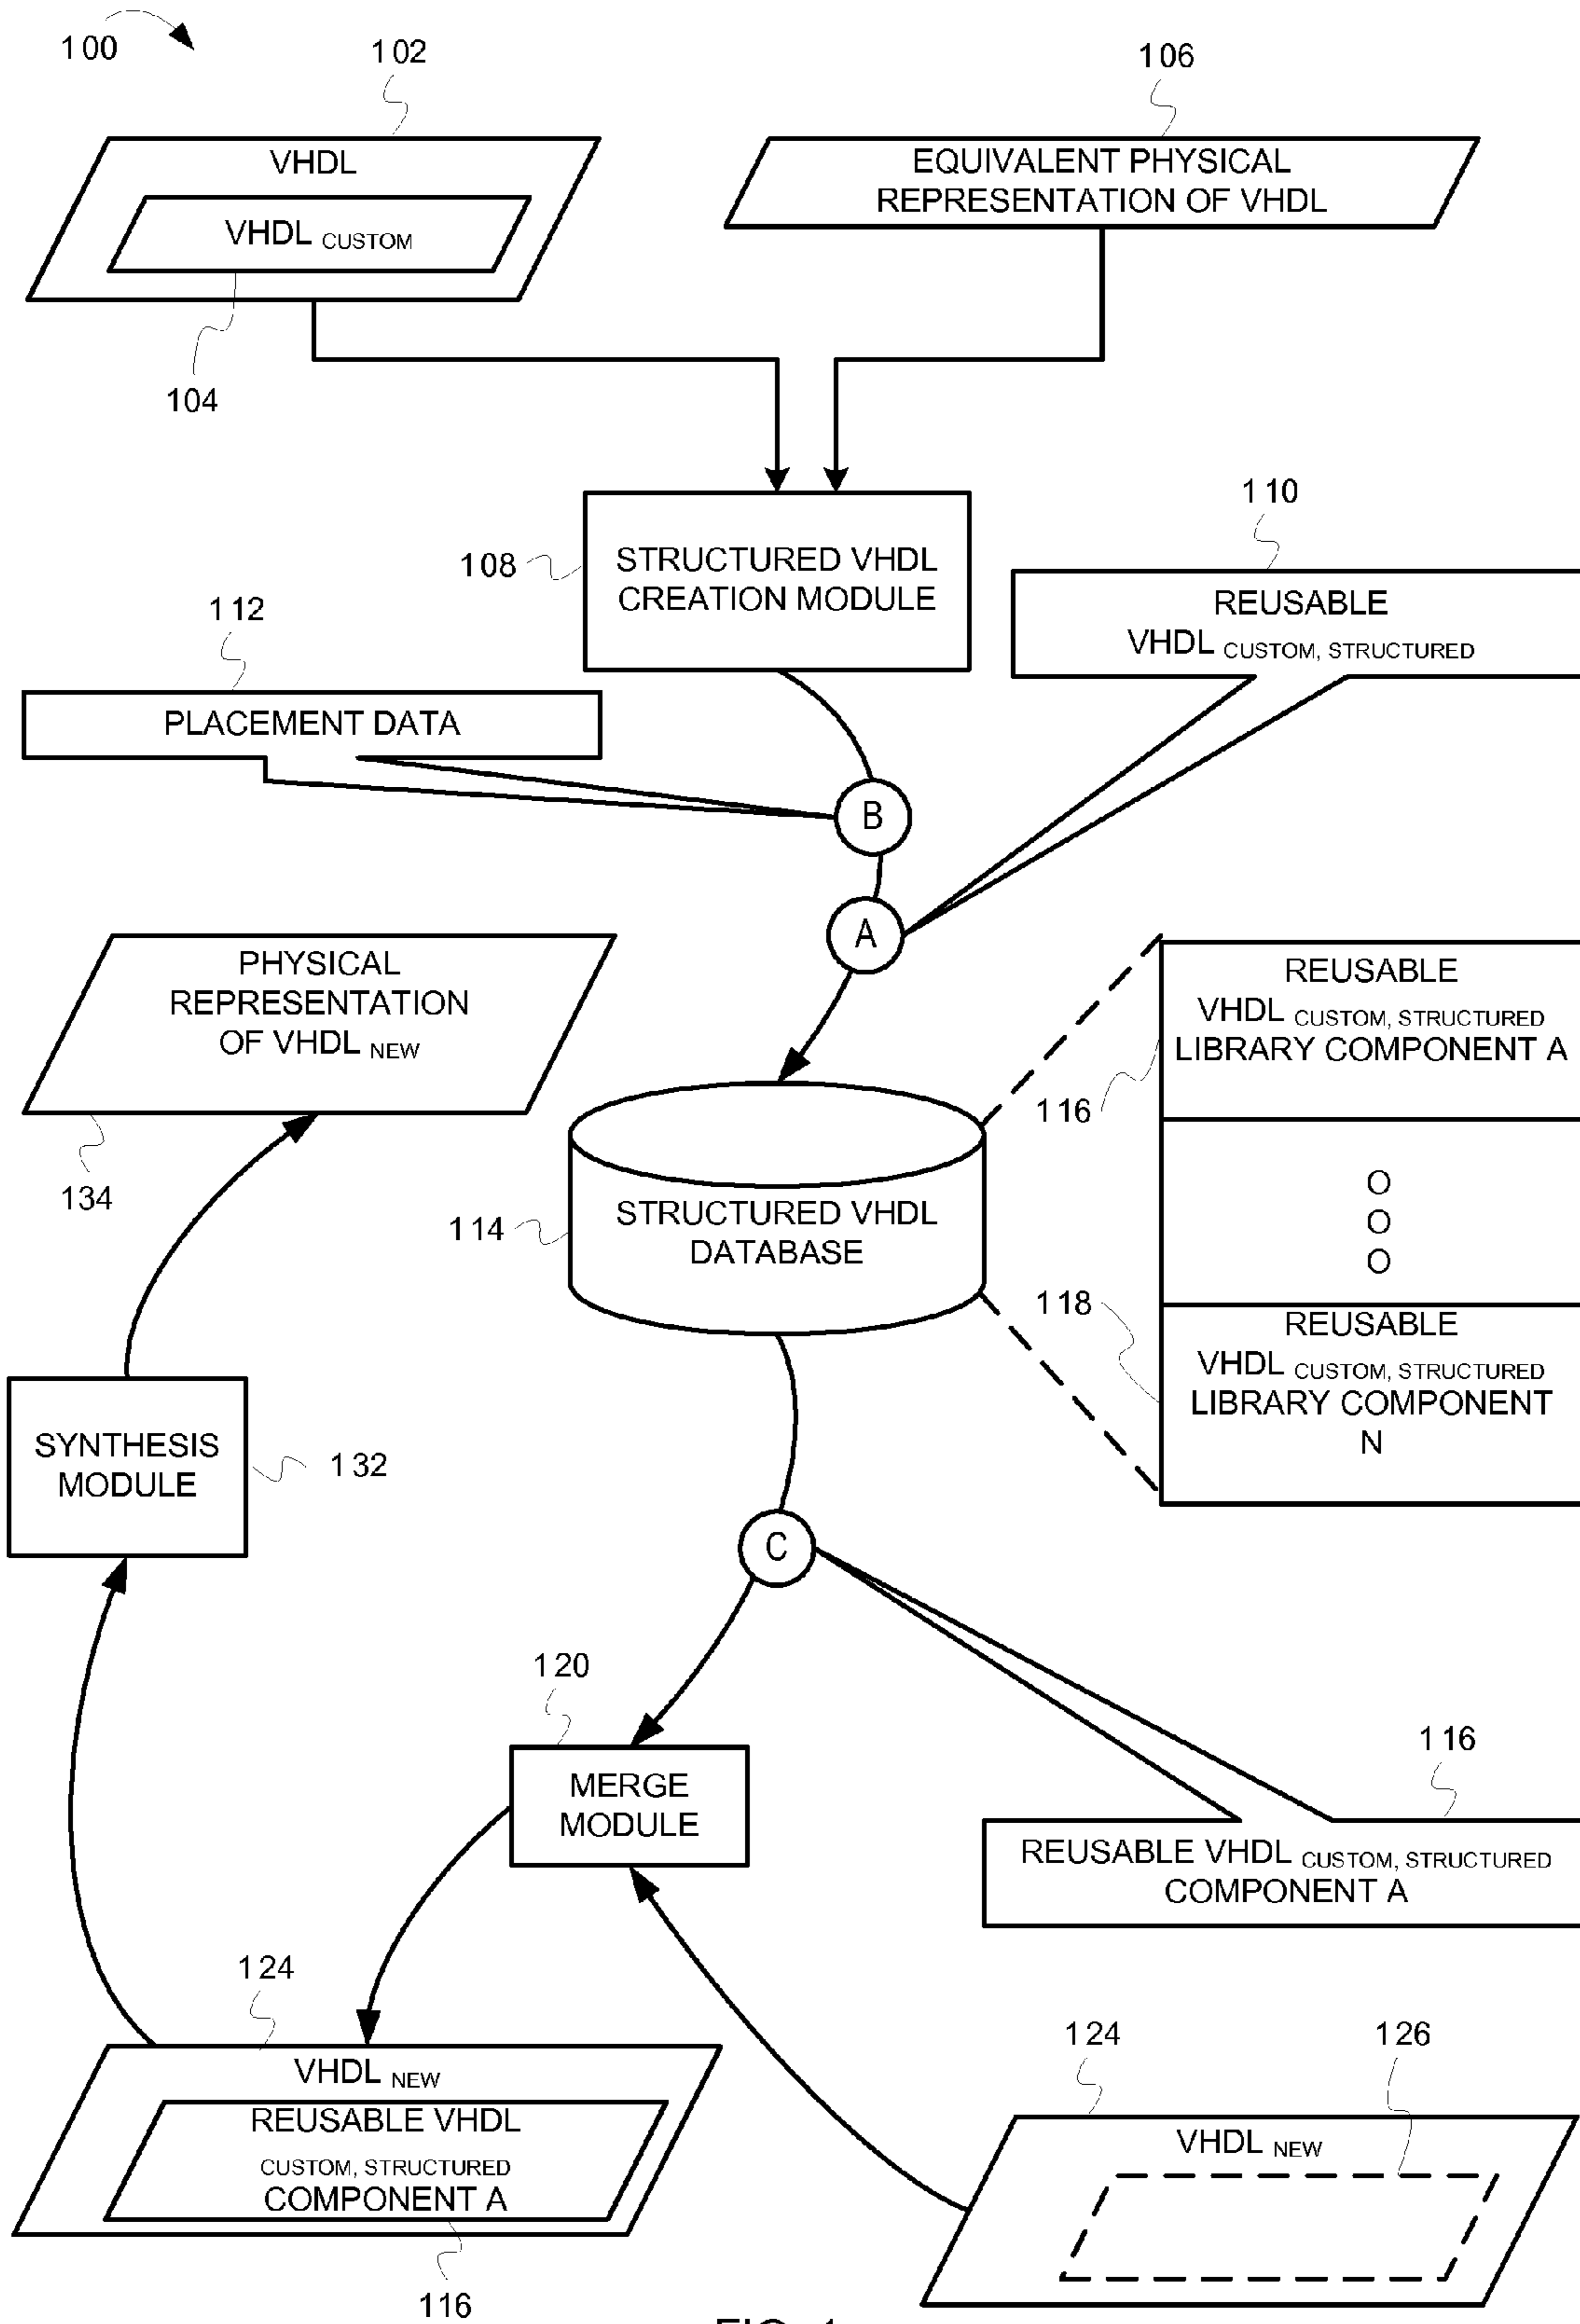 100
102
106
VHDL
VHDL CUSTOM
EQUIVALENT PHYSICAL
REPRESENTATION OF VHDL
104
110
108
STRUCTURED VHDL
CREATION MODULE
REUSABLE
VHDL CUSTOM, STRUCTURED
112
PLACEMENT DATA
B
A
PHYSICAL
REPRESENTATION
OF VHDL NEW
134
REUSABLE
VHDL CUSTOM, STRUCTURED
LIBRARY COMPONENT A
116
O
O
O
114
STRUCTURED VHDL
DATABASE
118
REUSABLE
VHDL CUSTOM, STRUCTURED
LIBRARY COMPONENT
N
SYNTHESIS
MODULE
132
C
120
MERGE
MODULE
116
REUSABLE VHDL CUSTOM, STRUCTURED
COMPONENT A
124
VHDL NEW
REUSABLE VHDL
CUSTOM, STRUCTURED
COMPONENT A
116
124
126
VHDL NEW
FIG. 1